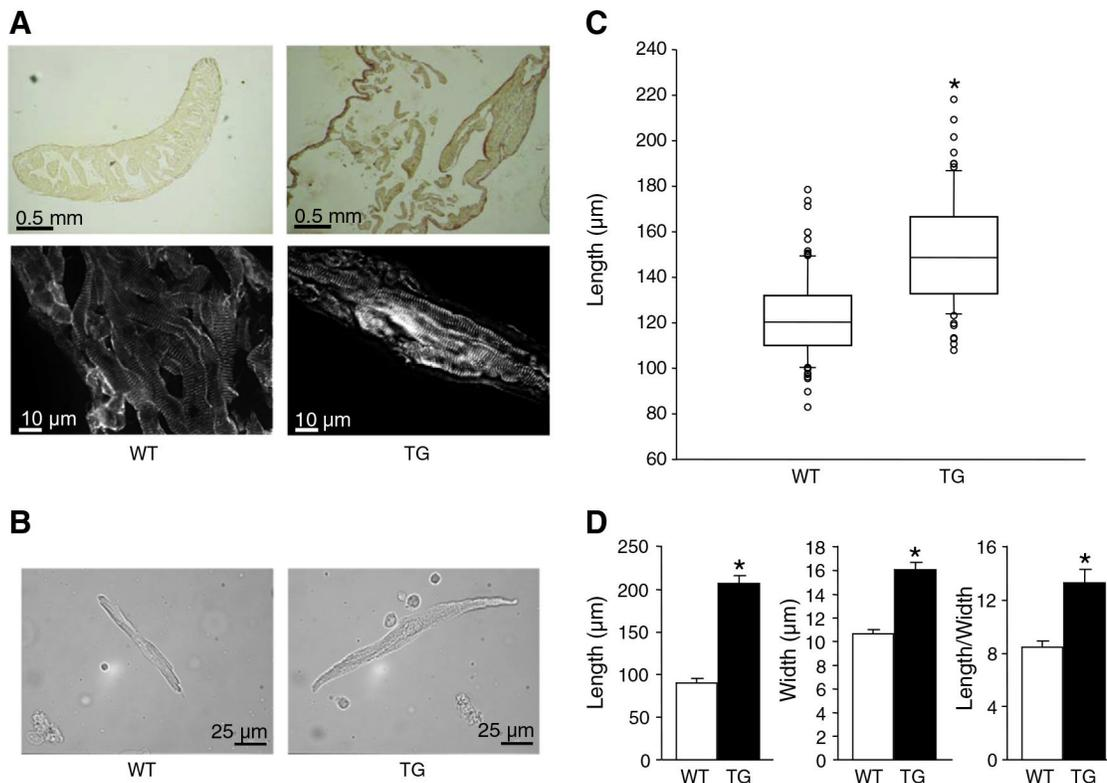 A
0.5 mm
0.5 mm
10 µm
10 µm
WT
TG
B
25 µm
25 µm
WT
TG
C
Length (µm)
240
220
200
180
160
140
120
100
80
60
*
WT
TG
D
Length (µm)
250
200
150
100
50
0
*
WT TG
Width (µm)
18
16
14
12
10
8
6
4
2
0
*
WT TG
Length/Width
16
12
8
4
0
*
WT TG